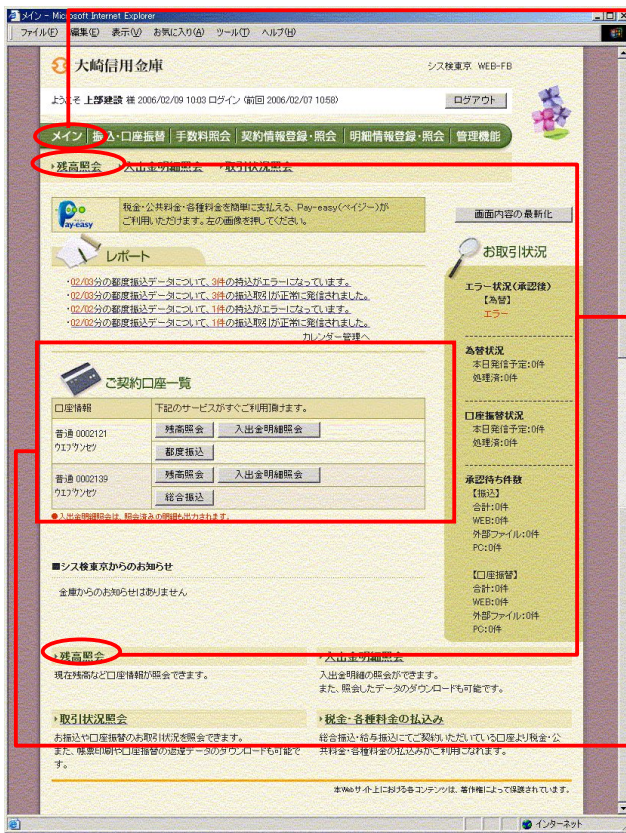 メイン - Microsoft Internet Explorer
ファイル(F) 編集(E) 表示(V) お気に入り(A) ツール(T) ヘルプ(H)
大崎信用金庫
シス検東京 WEB-FB
ようこそ 上部建設 様 2006/02/09 1003 ログイン (前回 2006/02/07 1058)
ログアウト
メイン 振込・口座振替 手数料照会 契約情報登録・照会 明細情報登録・照会 管理機能
残高照会 入出金明細照会 取引状況照会
Pay-easy
税金・公共料金・各種料金を簡単に支払える、Pay-easy(ペイジー)が
ご利用いただけます。左の画像を押してください。
画面内容の最新化
レポート
・02/03分の都度振込データについて、3件の持込がエラーになっています。
・02/03分の都度振込データについて、3件の振込取引が正常に発信されました。
・02/02分の都度振込データについて、1件の持込がエラーになっています。
・02/02分の都度振込データについて、1件の振込取引が正常に発信されました。
カレンダー管理へ
お取引状況
エラー状況(承認後)
【為替】
エラー
為替状況
本日発信予定:0件
処理済:0件
口座振替状況
本日発信予定:0件
処理済:0件
承認待ち件数
【振込】
合計:0件
WEB:0件
外部ファイル:0件
PC:0件
【口座振替】
合計:0件
WEB:0件
外部ファイル:0件
PC:0件
ご契約口座一覧
口座情報 下記のサービスがすぐご利用頂けます。
普通 0002121
ウエブケンセツ
残高照会 入出金明細照会
都度振込
普通 0002139
ウエブケンセツ
残高照会 入出金明細照会
総合振込
●入出金明細照会は、照会済みの明細も出力されます。
■シス検東京からのお知らせ
金庫からのお知らせはありません
残高照会
現在残高など口座情報が照会できます。
入出金明細照会
入出金明細の照会ができます。
また、照会したデータのダウンロードも可能です。
取引状況照会
お振込や口座振替のお取引状況を照会できます。
また、帳票印刷や口座振替の返還データのダウンロードも可能で
す。
税金・各種料金の払込み
総合振込・給与振込にてご契約いただいている口座より税金・公
共料金・各種料金の払込みがご利用になれます。
本Webサイト上における各コンテンツは、著作権によって保護されています。
インターネット